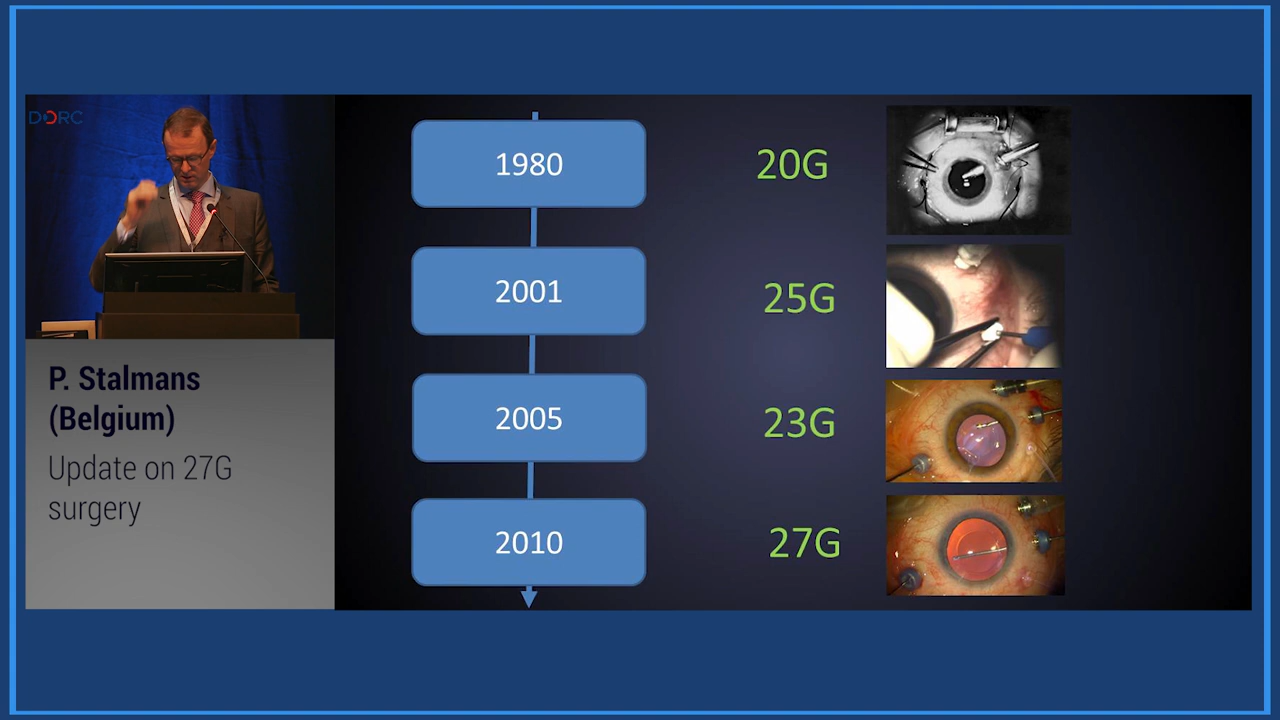 DORC
P. Stalmans
(Belgium)
Update on 27G
surgery
1980
20G
2001
25G
2005
23G
2010
27G